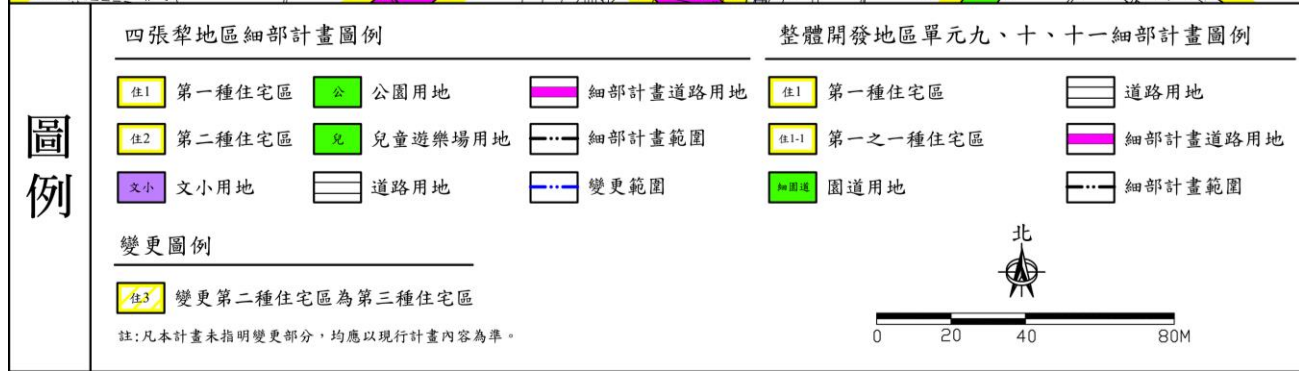 圖例
四張犂地區細部計畫圖例
住1 第一種住宅區
公 公園用地
細部計畫道路用地
住2 第二種住宅區
兒 兒童遊樂場用地
細部計畫範圍
文小 文小用地
道路用地
變更範圍
整體開發地區單元九、十、十一細部計畫圖例
住1 第一種住宅區
道路用地
住1-1 第一之一種住宅區
細部計畫道路用地
細園道 園道用地
細部計畫範圍
變更圖例
住3 變更第二種住宅區為第三種住宅區
註:凡本計畫未指明變更部分，均應以現行計畫內容為準。
北
0 20 40 80M